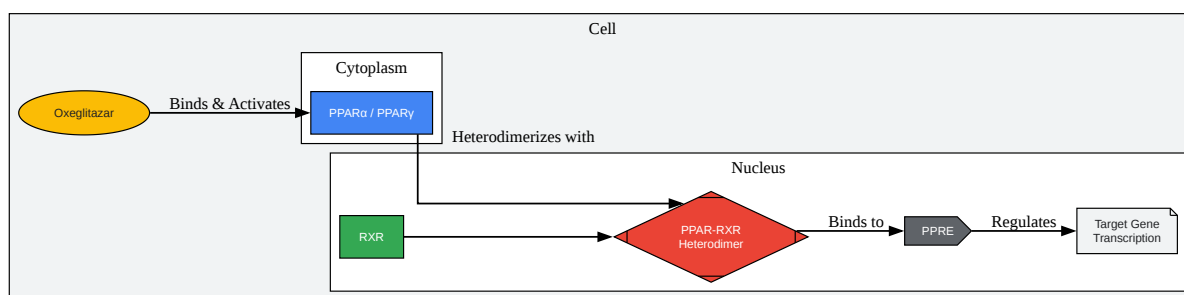 Cell
Cytoplasm
Oxeglitazar
Binds & Activates
PPARα / PPARγ
Heterodimerizes with
Nucleus
RXR
PPAR-RXR
Heterodimer
Binds to
PPRE
Regulates
Target Gene
Transcription